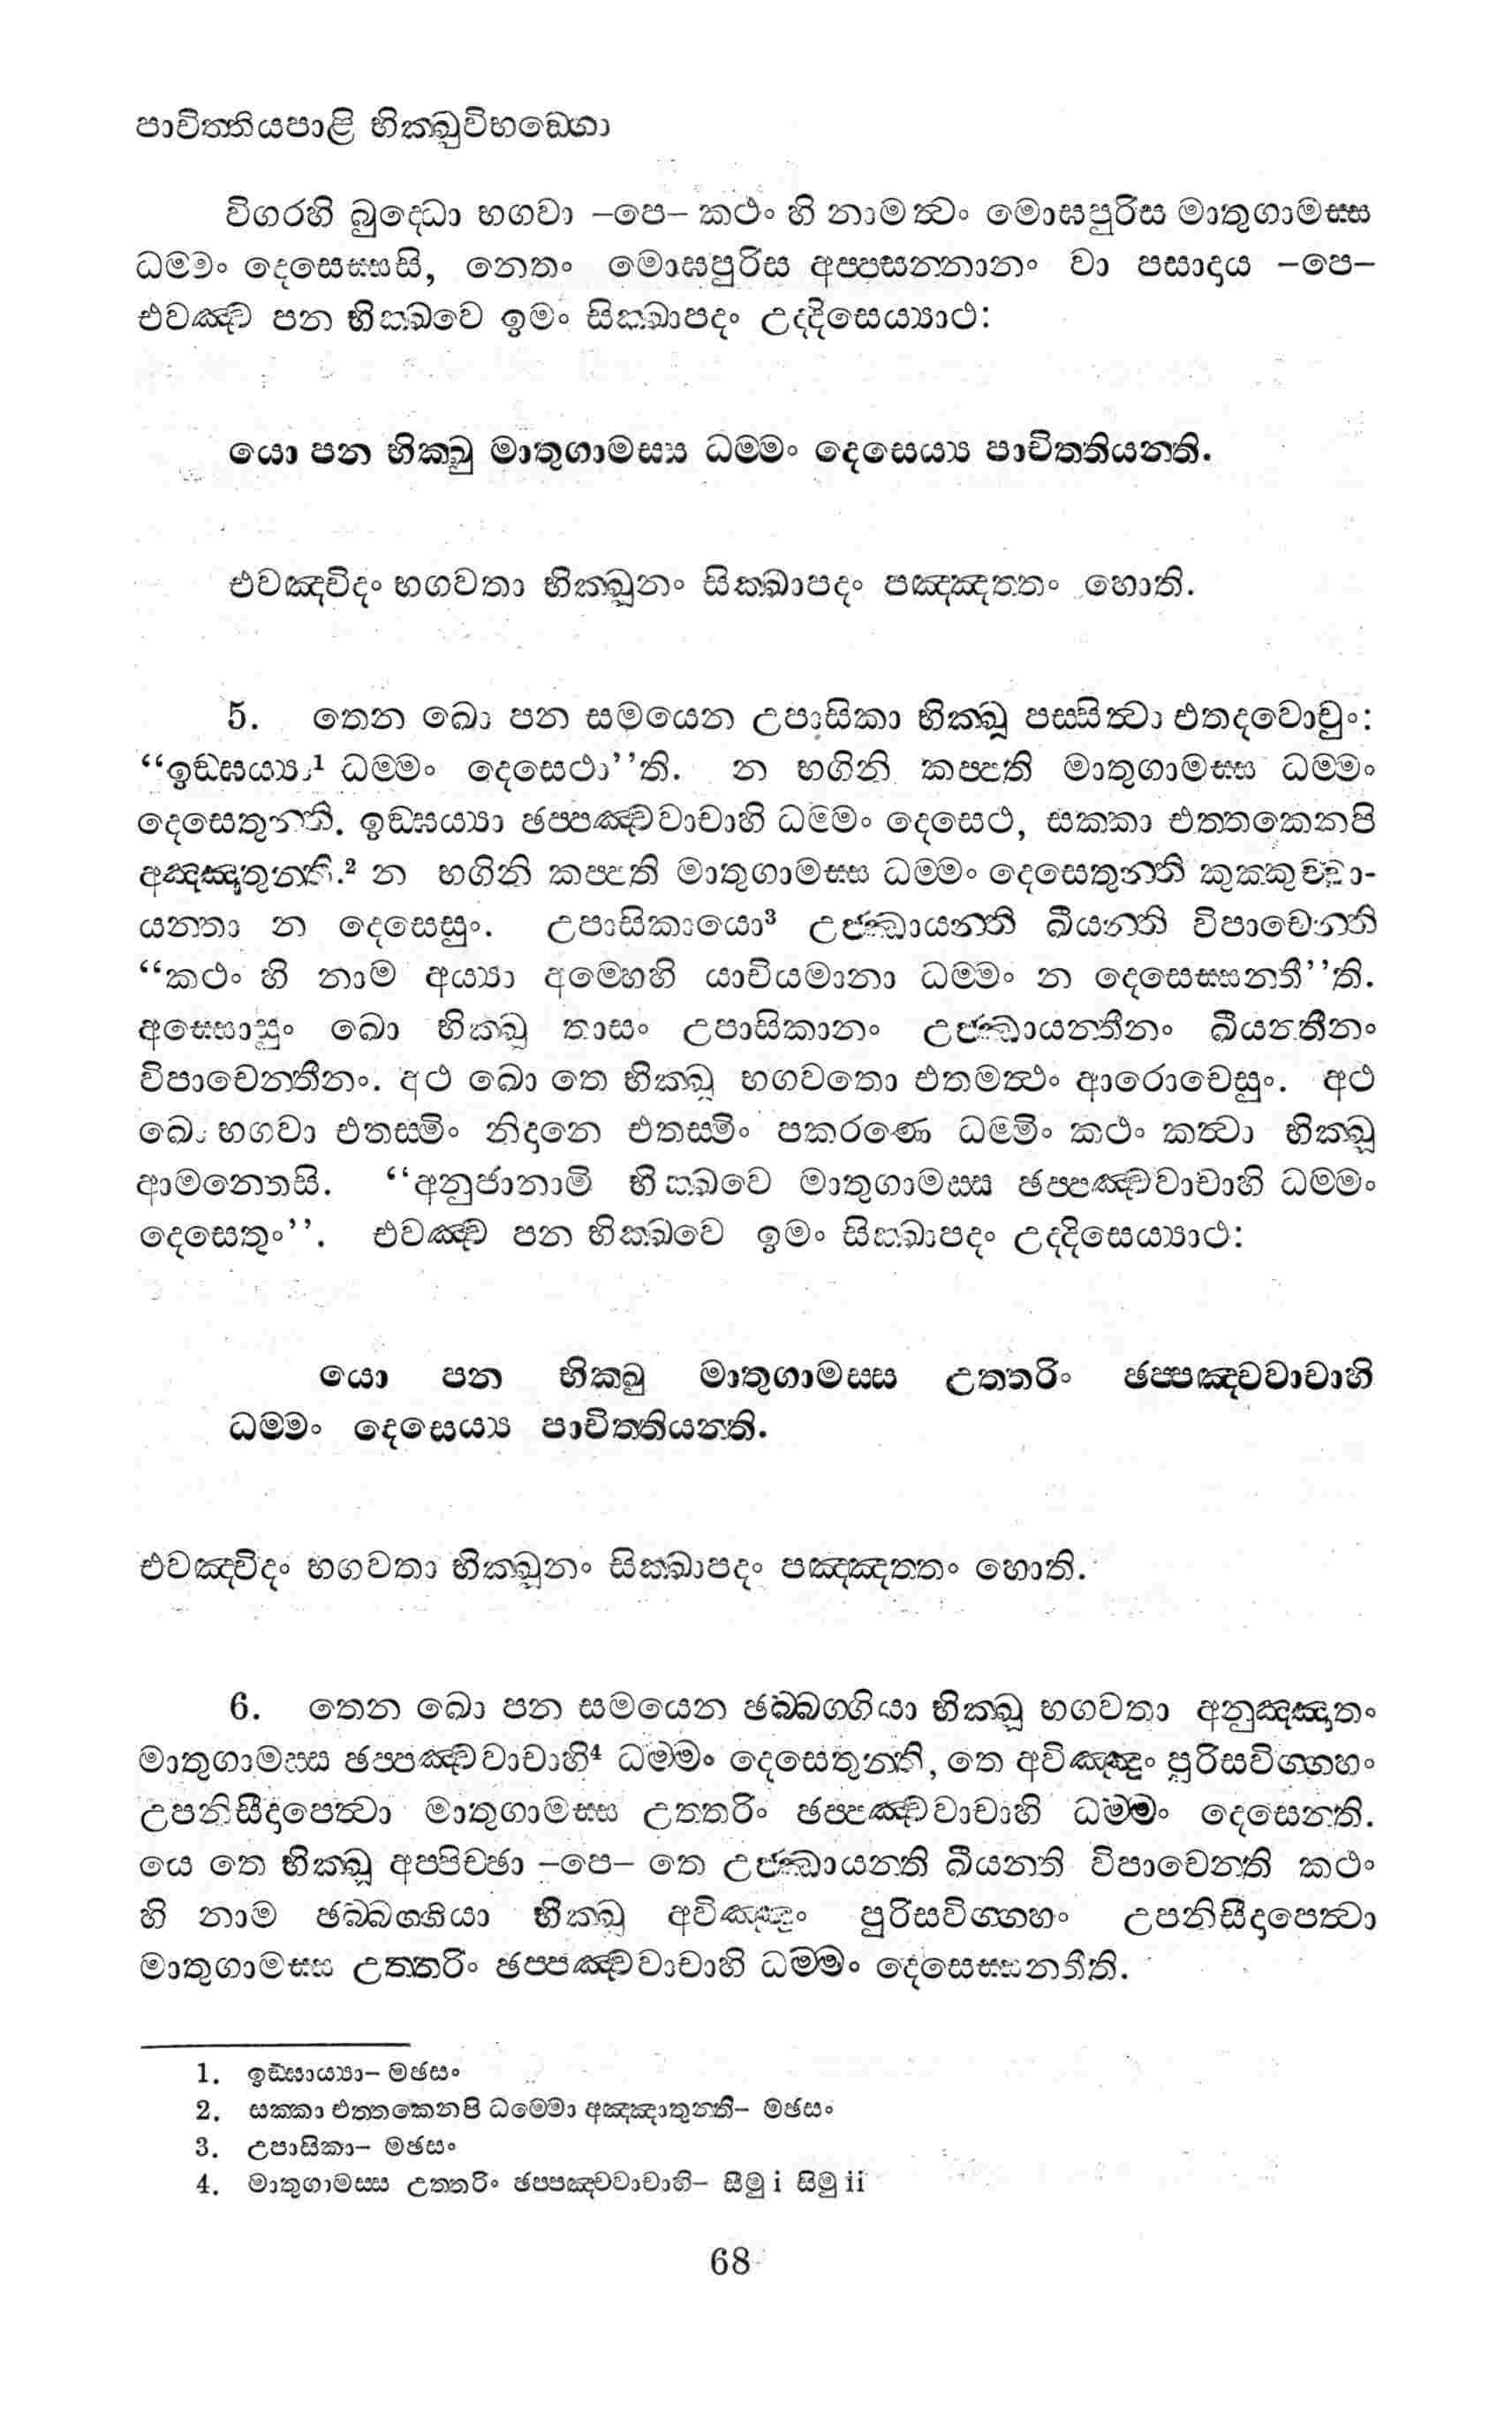 පාචිත්තියපාළි භික්ඛුවිභඞ්ගො
විගරහි බුද්ධො භගවා –පෙ– කථං හි නාම ත්වං මොඝපුරිස මාතුගාමස්ස
ධම්මං දෙසෙස්සසි, නෙතං මොඝපුරිස අප්පසන්නානං වා පසාදාය –පෙ–
එවඤ්ච පන භික්ඛවෙ ඉමං සික්ඛාපදං උද්දිසෙය්‍යාථ:
යො පන භික්ඛු මාතුගාමස්ස ධම්මං දෙසෙය්‍ය පාචිත්තියන්ති.
එවඤ්චිදං භගවතා භික්ඛූනං සික්ඛාපදං පඤ්ඤත්තං හොති.
5. තෙන ඛො පන සමයෙන උපාසිකා භික්ඛූ පස්සිත්වා එතදවොචුං:
“ඉඞ්ඝය්‍යා¹ ධම්මං දෙසෙථා’’ති. න භගිනි කප්පති මාතුගාමස්ස ධම්මං
දෙසෙතුන්ති. ඉඞ්ඝය්‍යා ඡප්පඤ්චවාචාහි ධම්මං දෙසෙථ, සක්කා එත්තකෙනපි
අඤ්ඤාතුන්ති.² න භගිනි කප්පති මාතුගාමස්ස ධම්මං දෙසෙතුන්ති කුක්කුච්චා-
යන්තා න දෙසෙසුං. උපාසිකායො³ උජ්ඣායන්ති ඛීයන්ති විපාචෙන්ති
“කථං හි නාම අය්‍යා අම්හෙහි යාචියමානා ධම්මං න දෙසෙස්සන්තී’’ති.
අස්සොසුං ඛො භික්ඛූ තාසං උපාසිකානං උජ්ඣායන්තීනං ඛීයන්තීනං
විපාචෙන්තීනං. අථ ඛො තෙ භික්ඛූ භගවතො එතමත්ථං ආරොචෙසුං. අථ
ඛො භගවා එතස්මිං නිදානෙ එතස්මිං පකරණෙ ධම්මිං කථං කත්වා භික්ඛූ
ආමන්තෙසි. “අනුජානාමි භික්ඛවෙ මාතුගාමස්ස ඡප්පඤ්චවාචාහි ධම්මං
දෙසෙතුං’’. එවඤ්ච පන භික්ඛවෙ ඉමං සික්ඛාපදං උද්දිසෙය්‍යාථ:
යො පන භික්ඛු මාතුගාමස්ස උත්තරිං ඡප්පඤ්චවාචාහි
ධම්මං දෙසෙය්‍ය පාචිත්තියන්ති.
එවඤ්චිදං භගවතා භික්ඛූනං සික්ඛාපදං පඤ්ඤත්තං හොති.
6. තෙන ඛො පන සමයෙන ඡබ්බග්ගියා භික්ඛූ භගවතා අනුඤ්ඤාතං
මාතුගාමස්ස ඡප්පඤ්චවාචාහි⁴ ධම්මං දෙසෙතුන්ති, තෙ අවිඤ්ඤුං පුරිසවිග්ගහං
උපනිසීදාපෙත්වා මාතුගාමස්ස උත්තරිං ඡප්පඤ්චවාචාහි ධම්මං දෙසෙන්ති.
යෙ තෙ භික්ඛූ අප්පිච්ඡා –පෙ– තෙ උජ්ඣායන්ති ඛීයන්ති විපාචෙන්ති කථං
හි නාම ඡබ්බග්ගියා භික්ඛූ අවිඤ්ඤුං පුරිසවිග්ගහං උපනිසීදාපෙත්වා
මාතුගාමස්ස උත්තරිං ඡප්පඤ්චවාචාහි ධම්මං දෙසෙස්සන්තීති.
1. ඉඞ්ඝාය්‍යා– මඡසං
2. සක්කා එත්තකෙනපි ධම්මො අඤ්ඤාතුන්ති– මඡසං
3. උපාසිකා– මඡසං
4. මාතුගාමස්ස උත්තරිං ඡප්පඤ්චවාචාහි– සීමු i සිමු ii
68